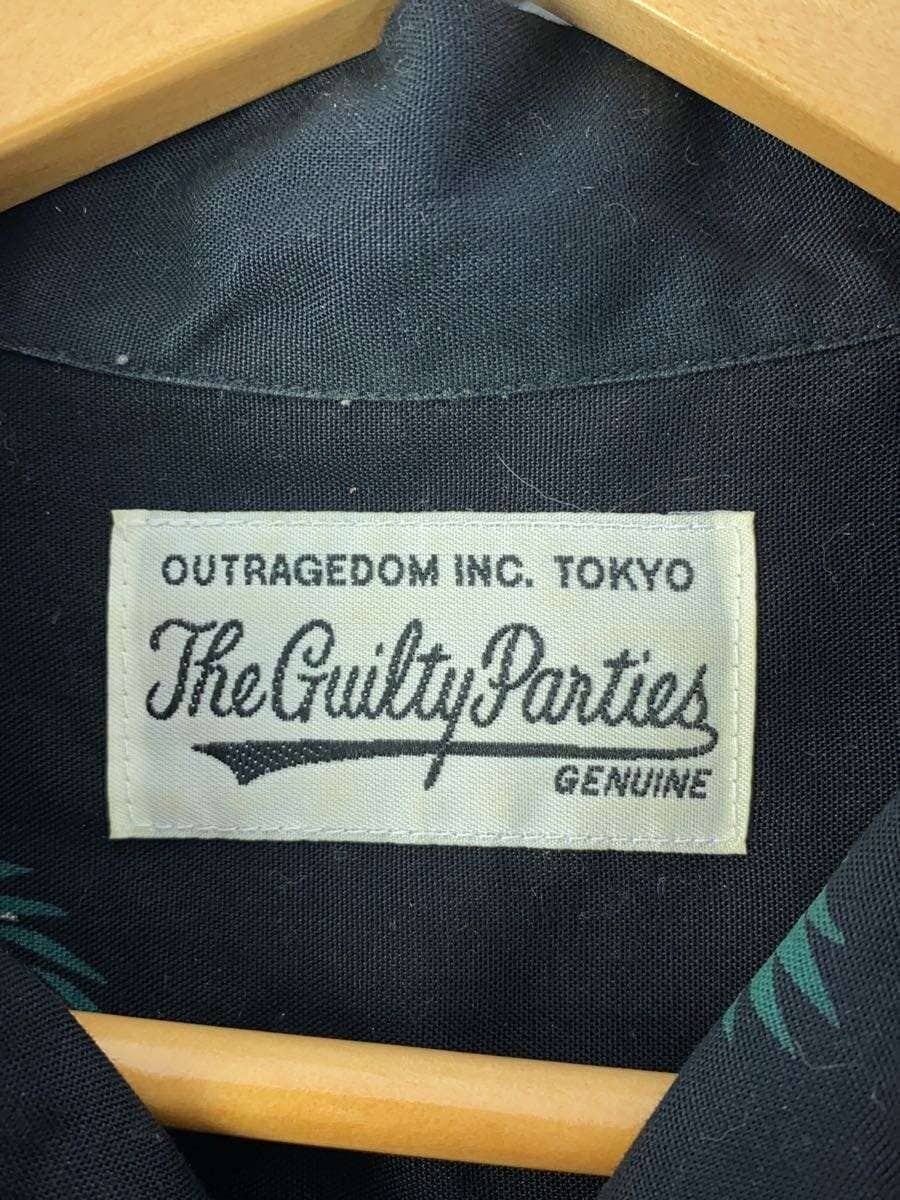 OUTRAGEDOM INC. TOKYO
The Guilty Parties
GENUINE